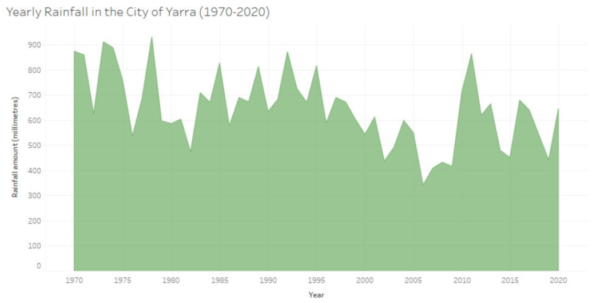 Yearly Rainfall in the City of Yarra (1970-2020)
900
800
700
600
500
400
300
200
100
0
Rainfall amount (millimetres)
1970 1975 1980 1985 1990 1995 2000 2005 2010 2015 2020
Year